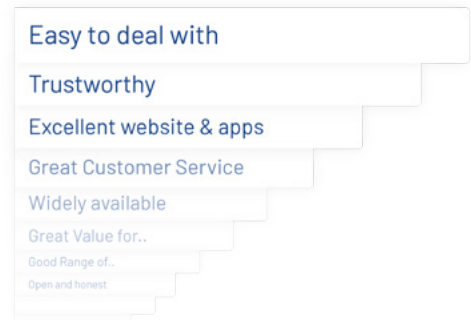 Easy to deal with
Trustworthy
Excellent website & apps
Great Customer Service
Widely available
Great Value for..
Good Range of..
Open and honest